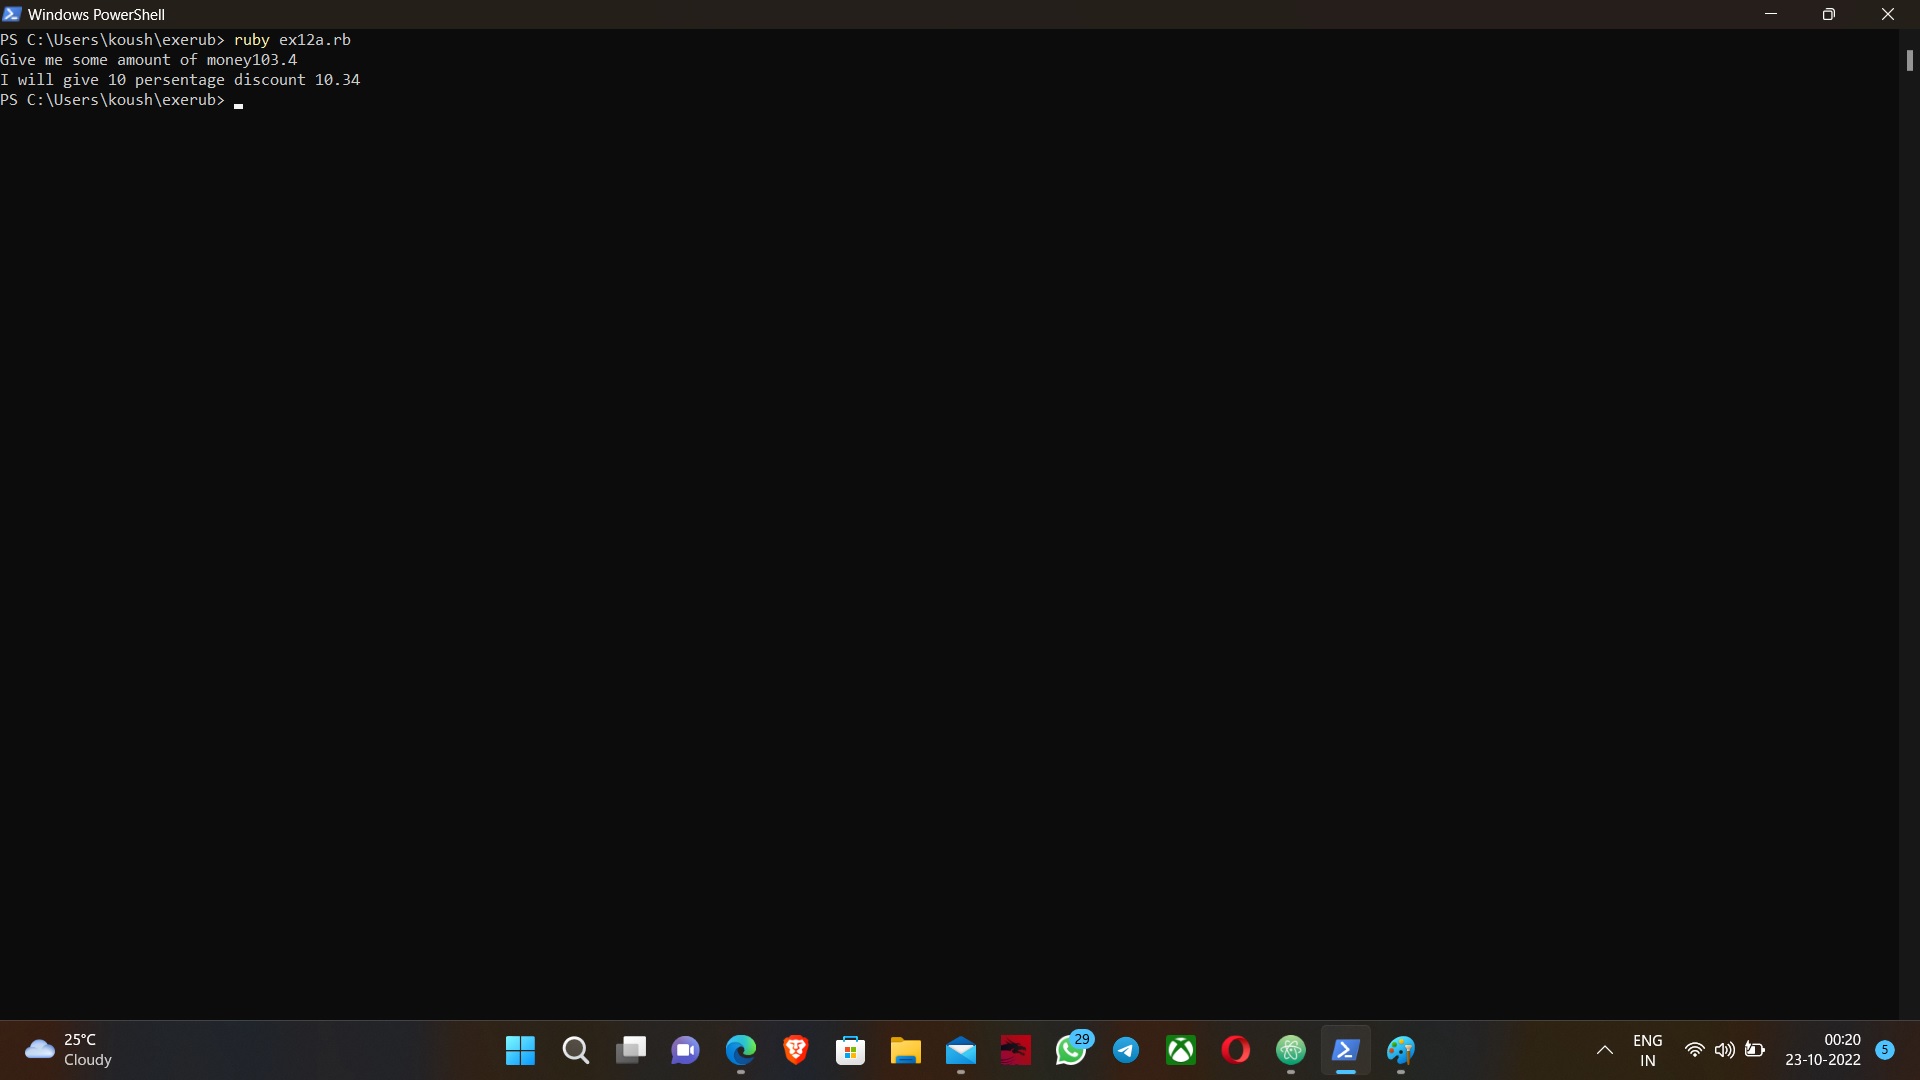 Windows PowerShell
PS C:\Users\koush\exerub> ruby ex12a.rb
Give me some amount of money103.4
I will give 10 persentage discount 10.34
PS C:\Users\koush\exerub>
25°C
Cloudy
29
ENG
IN
00:20
23-10-2022
5